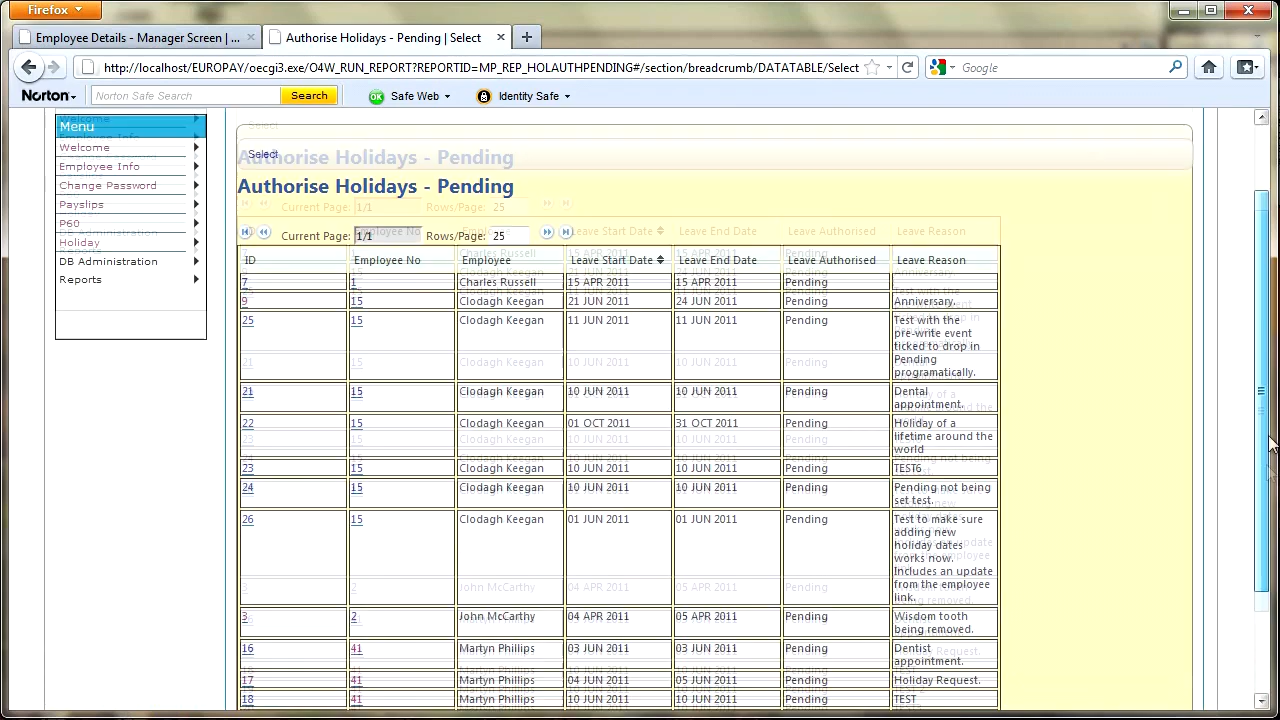 Firefox
Employee Details - Manager Screen | ...
Authorise Holidays - Pending | Select
http://localhost/EUROPAY/oecgi3.exe/O4W_RUN_REPORT?REPORTID=MP_REP_HOLAUTHPENDING#/section/breadcrumb/DATATABLE/Select
Google
Norton
Norton Safe Search
Search
OK Safe Web
Identity Safe
Menu
Welcome
Employee Info
Change Password
Payslips
P60
Holiday
DB Administration
Reports
Select
Authorise Holidays - Pending
Current Page: 1/1 Rows/Page: 25
ID Employee No Employee Leave Start Date Leave End Date Leave Authorised Leave Reason
7 1 Charles Russell 15 APR 2011 15 APR 2011 Pending
9 15 Clodagh Keegan 21 JUN 2011 24 JUN 2011 Pending Anniversary.
25 15 Clodagh Keegan 11 JUN 2011 11 JUN 2011 Pending Test with the
pre-write event
ticked to drop in
Pending
programatically.
21 15 Clodagh Keegan 10 JUN 2011 10 JUN 2011 Pending Dental
appointment.
22 15 Clodagh Keegan 01 OCT 2011 31 OCT 2011 Pending Holiday of a
lifetime around the
world
23 15 Clodagh Keegan 10 JUN 2011 10 JUN 2011 Pending TEST6
24 15 Clodagh Keegan 10 JUN 2011 10 JUN 2011 Pending Pending not being
set test.
26 15 Clodagh Keegan 01 JUN 2011 01 JUN 2011 Pending Test to make sure
adding new
holiday dates
works now.
Includes an update
from the employee
link.
3 2 John McCarthy 04 APR 2011 05 APR 2011 Pending Wisdom tooth
being removed.
16 41 Martyn Phillips 03 JUN 2011 03 JUN 2011 Pending Dentist
appointment.
17 41 Martyn Phillips 04 JUN 2011 05 JUN 2011 Pending Holiday Request.
18 41 Martyn Phillips 10 JUN 2011 10 JUN 2011 Pending TEST